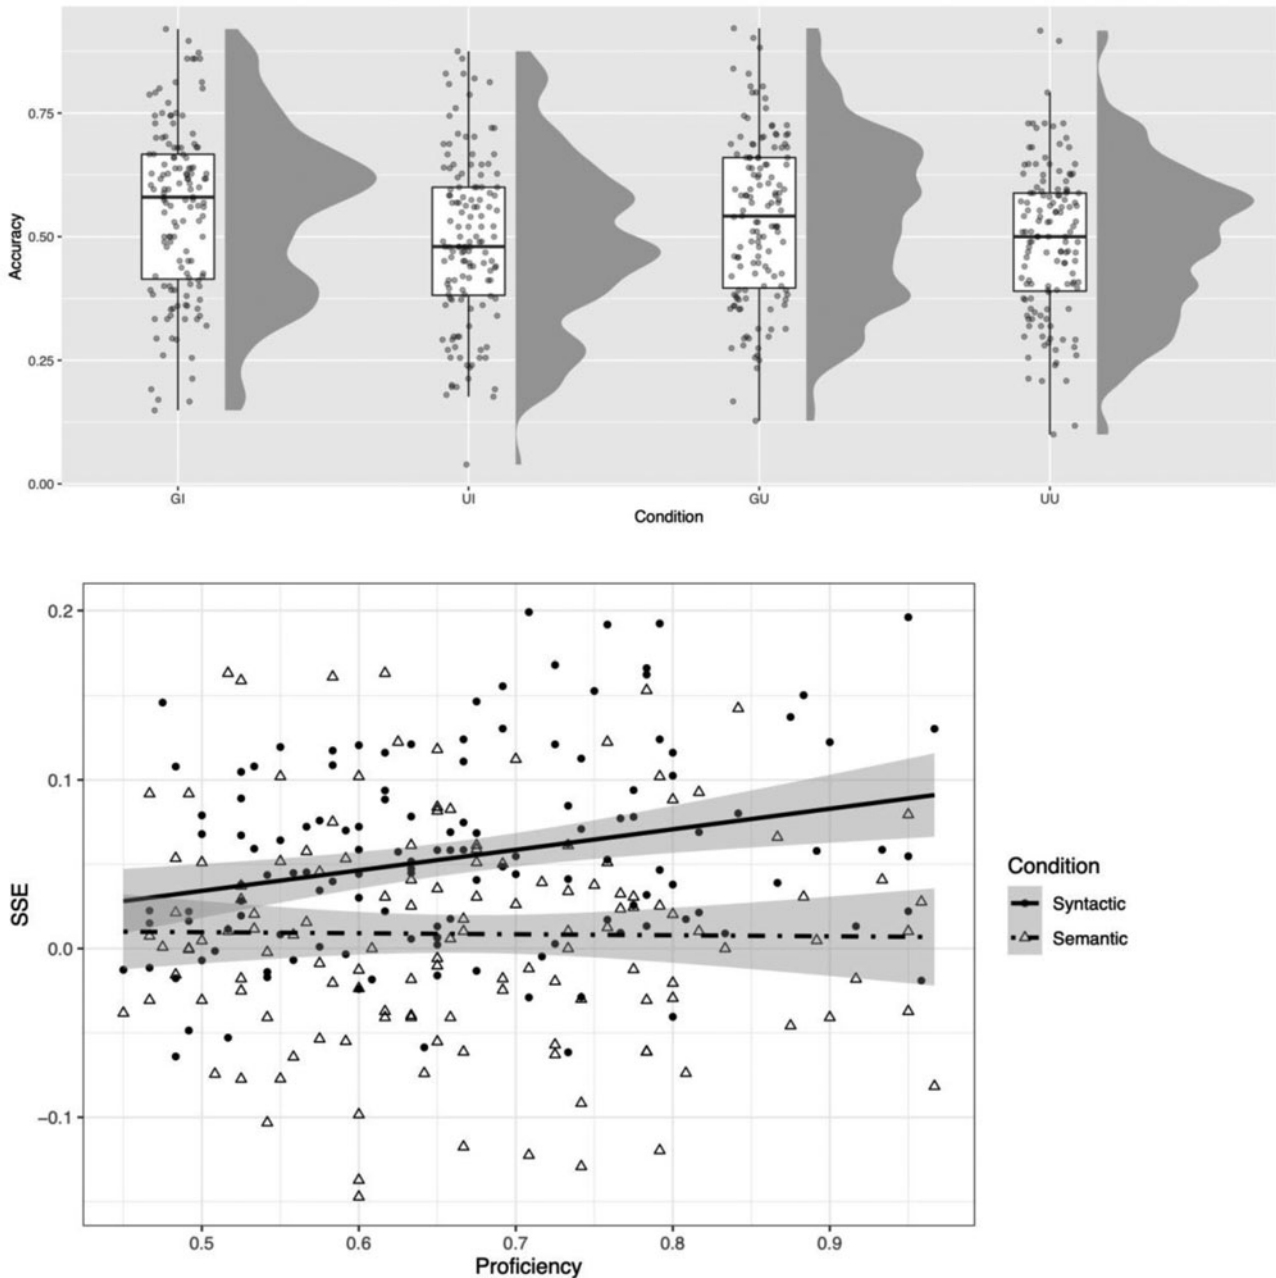 0.75
0.50
0.25
0.00
Accuracy
GI UI GU UU
Condition
0.2
0.1
0.0
−0.1
SSE
0.5 0.6 0.7 0.8 0.9
Proficiency
Condition
Syntactic
Semantic